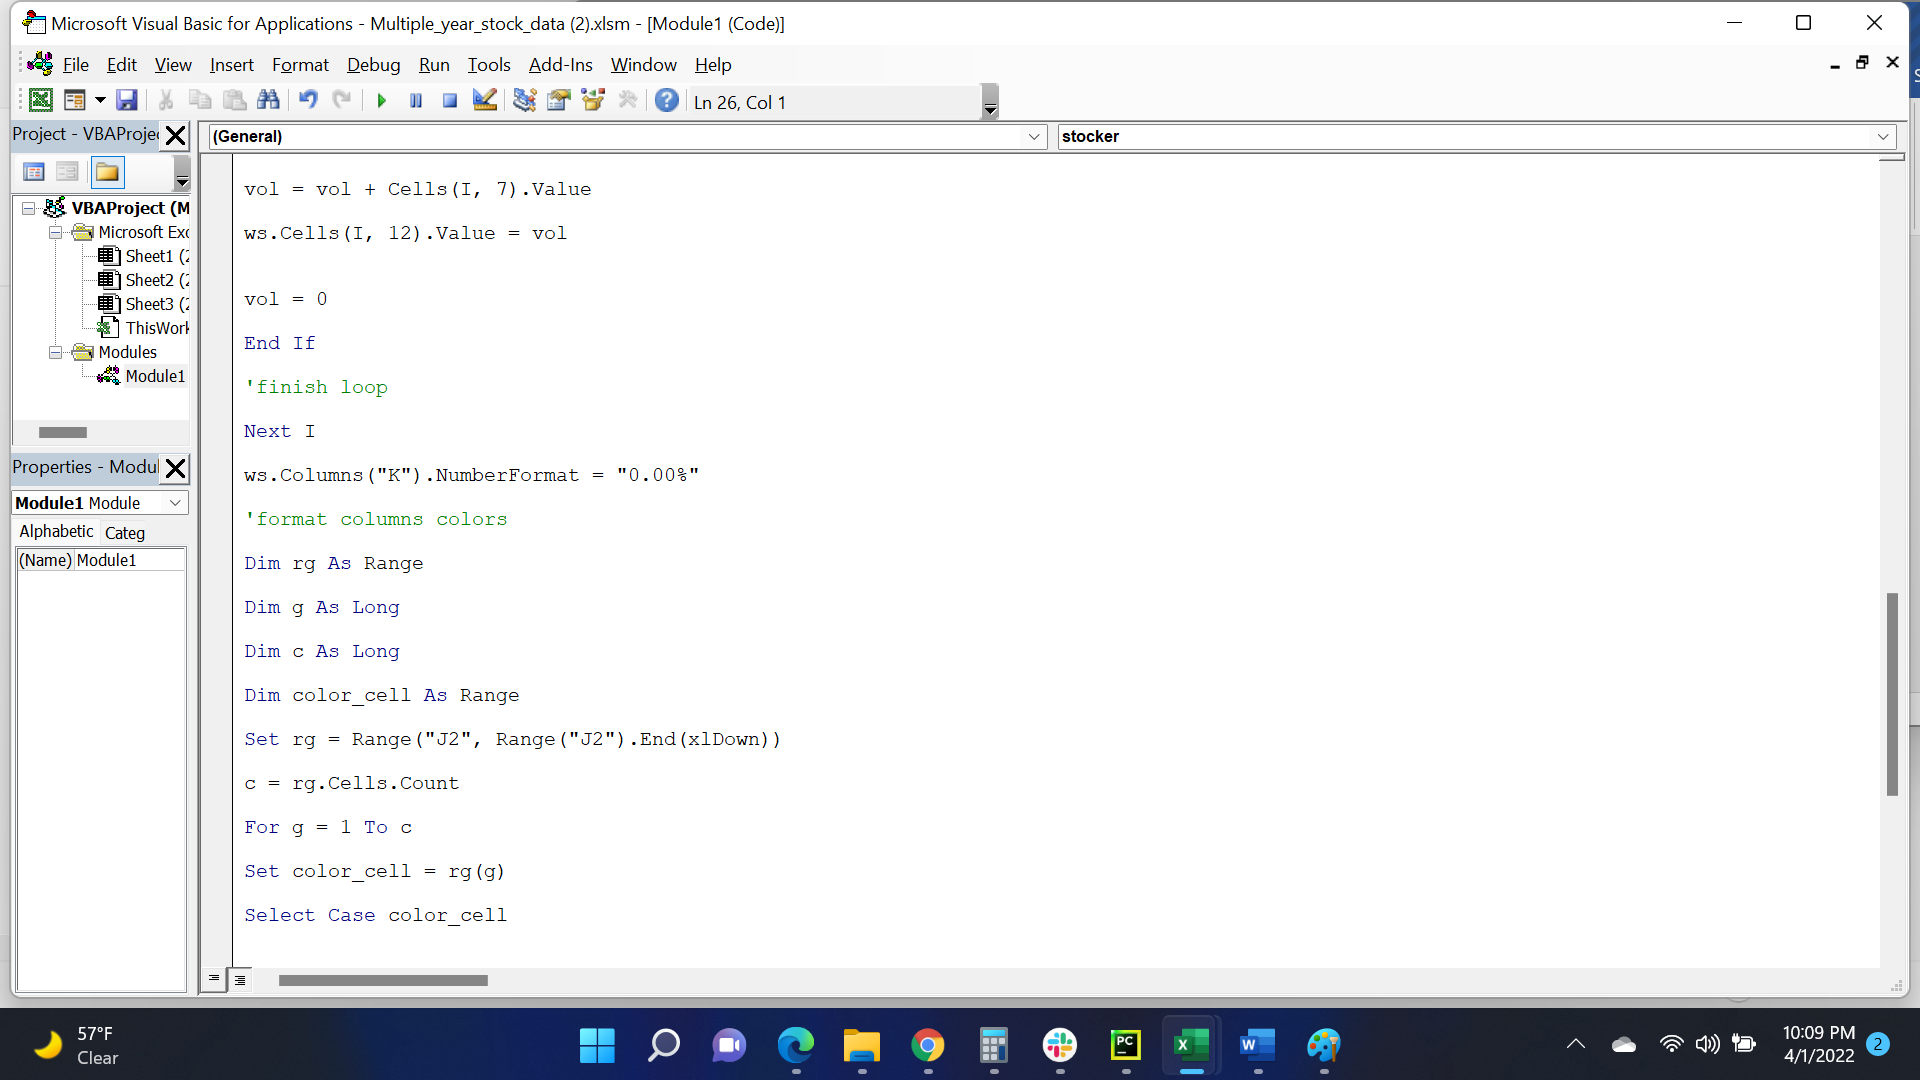 Microsoft Visual Basic for Applications - Multiple_year_stock_data (2).xlsm - [Module1 (Code)]
File Edit View Insert Format Debug Run Tools Add-Ins Window Help
Ln 26, Col 1
Project - VBAProje
(General)
stocker
VBAProject (M
Microsoft Exc
Sheet1 (2
Sheet2 (2
Sheet3 (2
ThisWork
Modules
Module1
Properties - Modul
Module1 Module
Alphabetic Categ
(Name) Module1
vol = vol + Cells(I, 7).Value
ws.Cells(I, 12).Value = vol
vol = 0
End If
'finish loop
Next I
ws.Columns("K").NumberFormat = "0.00%"
'format columns colors
Dim rg As Range
Dim g As Long
Dim c As Long
Dim color_cell As Range
Set rg = Range("J2", Range("J2").End(xlDown))
c = rg.Cells.Count
For g = 1 To c
Set color_cell = rg(g)
Select Case color_cell
57°F
Clear
PC
X
W
10:09 PM
4/1/2022
2